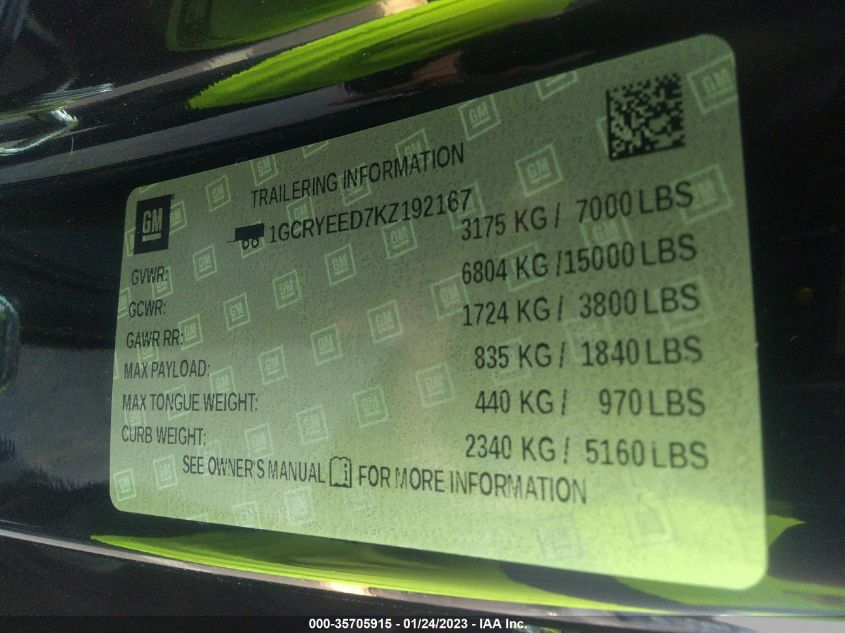 TRAILERING INFORMATION
GM
1GCRYEED7KZ192167
GVWR: 3175 KG / 7000 LBS
GCWR: 6804 KG /15000 LBS
GAWR RR: 1724 KG / 3800 LBS
MAX PAYLOAD: 835 KG / 1840 LBS
MAX TONGUE WEIGHT: 440 KG / 970 LBS
CURB WEIGHT: 2340 KG / 5160 LBS
SEE OWNER'S MANUAL FOR MORE INFORMATION
000-35705915 - 01/24/2023 - IAA Inc.